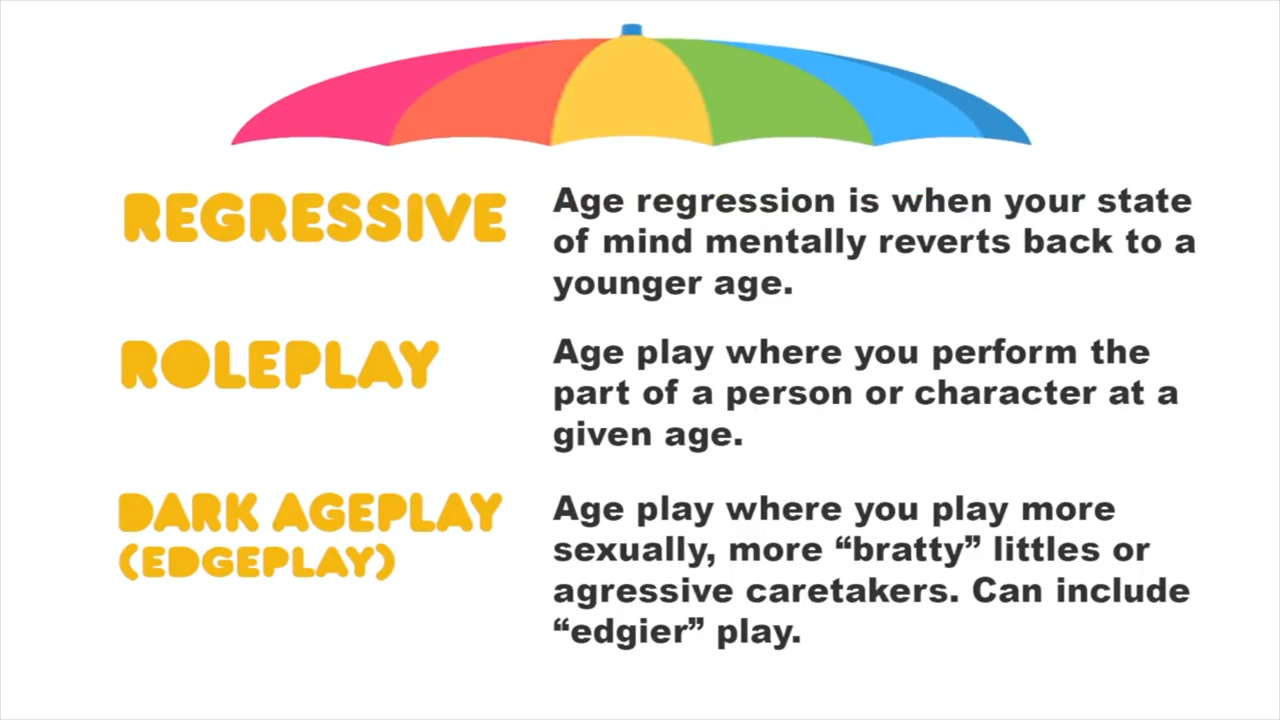 REGRESSIVE
Age regression is when your state
of mind mentally reverts back to a
younger age.
ROLEPLAY
Age play where you perform the
part of a person or character at a
given age.
DARK AGEPLAY
(EDGEPLAY)
Age play where you play more
sexually, more “bratty” littles or
agressive caretakers. Can include
“edgier” play.